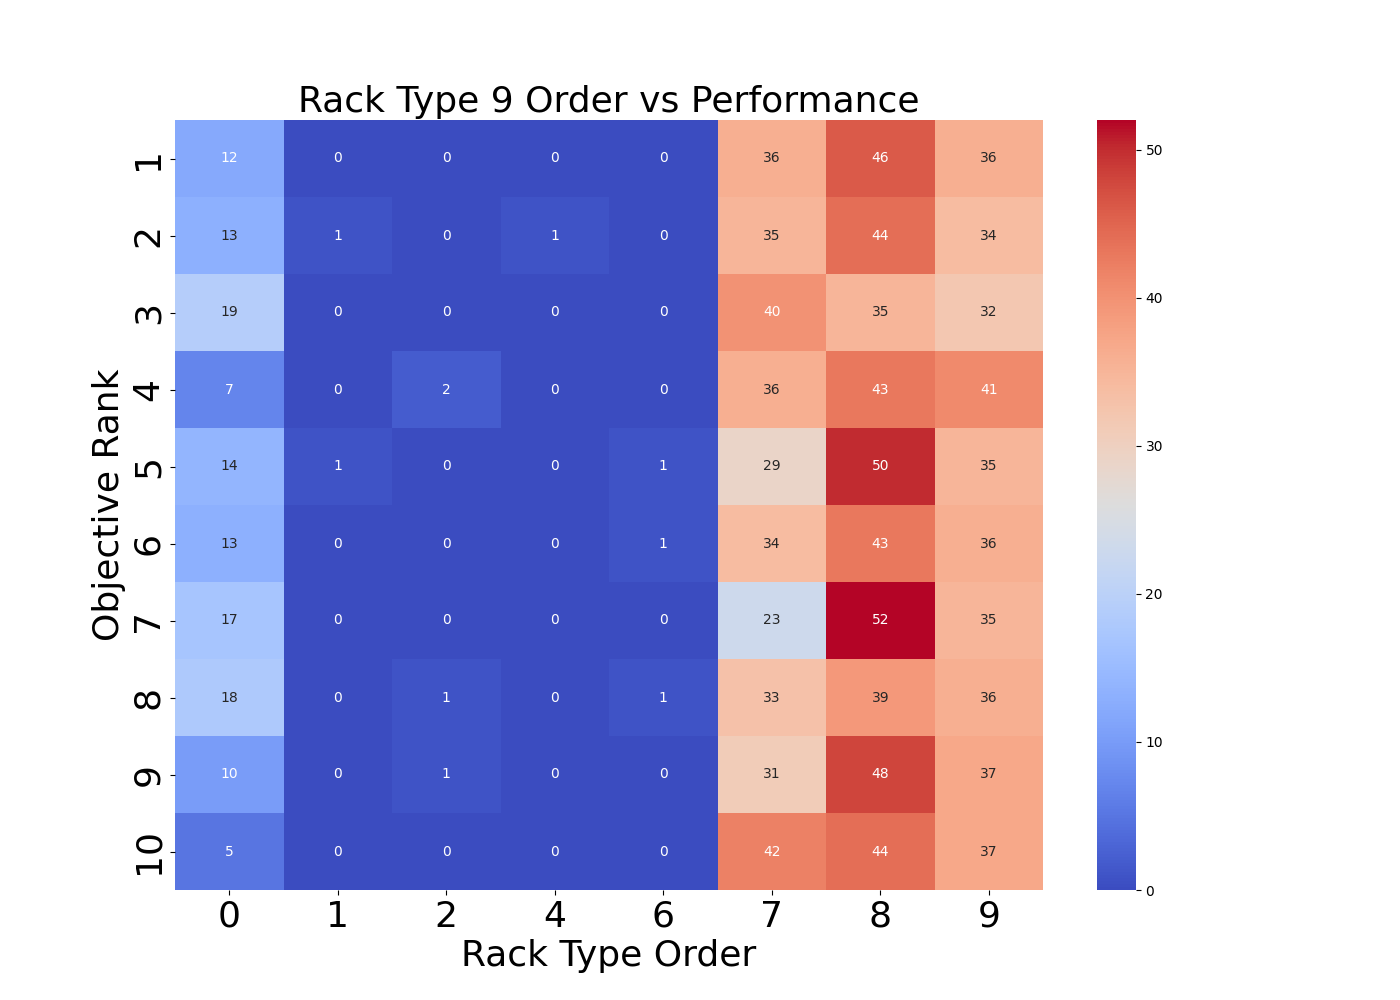 Rack Type 9 Order vs Performance
1 12 0 0 0 0 36 46 36
2 13 1 0 1 0 35 44 34
3 19 0 0 0 0 40 35 32
4 7 0 2 0 0 36 43 41
5 14 1 0 0 1 29 50 35
6 13 0 0 0 1 34 43 36
7 17 0 0 0 0 23 52 35
8 18 0 1 0 1 33 39 36
9 10 0 1 0 0 31 48 37
10 5 0 0 0 0 42 44 37
0 1 2 4 6 7 8 9
Rack Type Order
Objective Rank
50
40
30
20
10
0